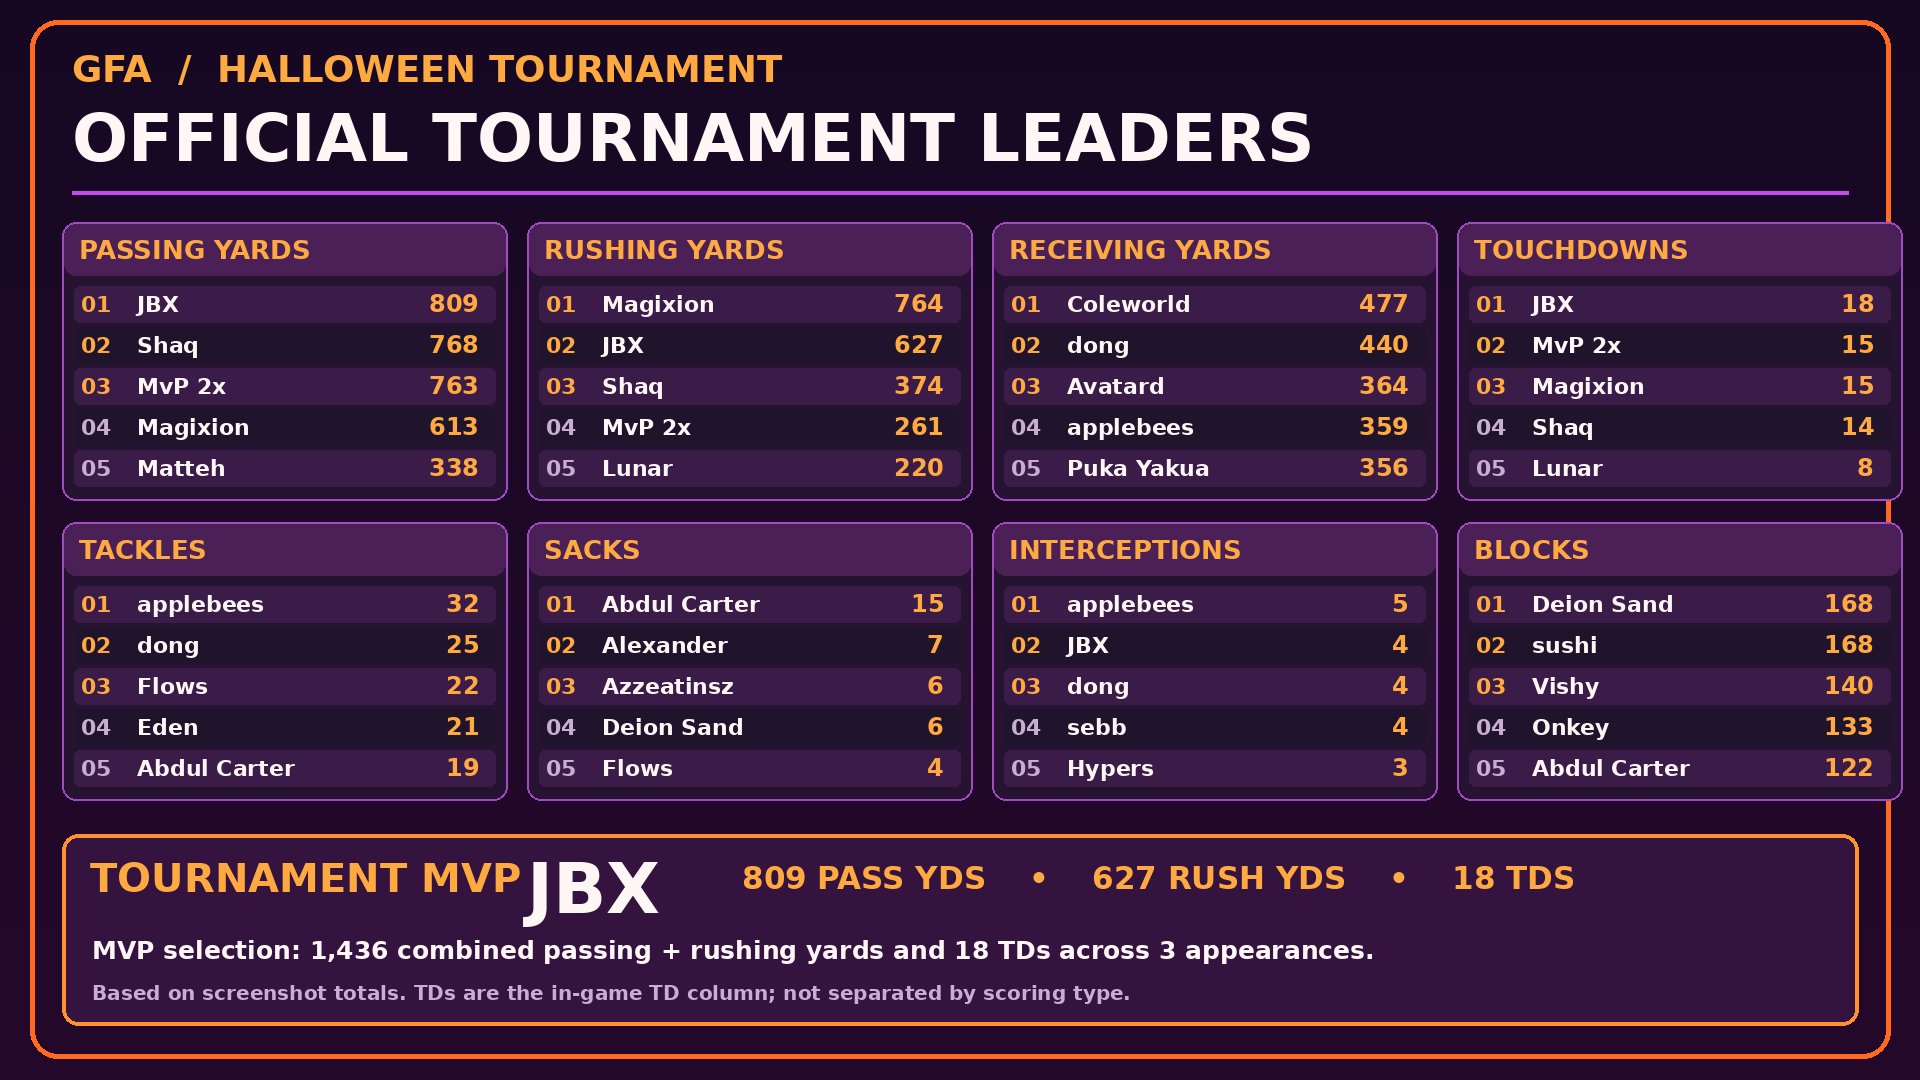 GFA / HALLOWEEN TOURNAMENT
OFFICIAL TOURNAMENT LEADERS
PASSING YARDS
01 JBX 809
02 Shaq 768
03 MvP 2x 763
04 Magixion 613
05 Matteh 338
RUSHING YARDS
01 Magixion 764
02 JBX 627
03 Shaq 374
04 MvP 2x 261
05 Lunar 220
RECEIVING YARDS
01 Coleworld 477
02 dong 440
03 Avatard 364
04 applebees 359
05 Puka Yakua 356
TOUCHDOWNS
01 JBX 18
02 MvP 2x 15
03 Magixion 15
04 Shaq 14
05 Lunar 8
TACKLES
01 applebees 32
02 dong 25
03 Flows 22
04 Eden 21
05 Abdul Carter 19
SACKS
01 Abdul Carter 15
02 Alexander 7
03 Azzeatinsz 6
04 Deion Sand 6
05 Flows 4
INTERCEPTIONS
01 applebees 5
02 JBX 4
03 dong 4
04 sebb 4
05 Hypers 3
BLOCKS
01 Deion Sand 168
02 sushi 168
03 Vishy 140
04 Onkey 133
05 Abdul Carter 122
TOURNAMENT MVP JBX 809 PASS YDS • 627 RUSH YDS • 18 TDS
MVP selection: 1,436 combined passing + rushing yards and 18 TDs across 3 appearances.
Based on screenshot totals. TDs are the in-game TD column; not separated by scoring type.